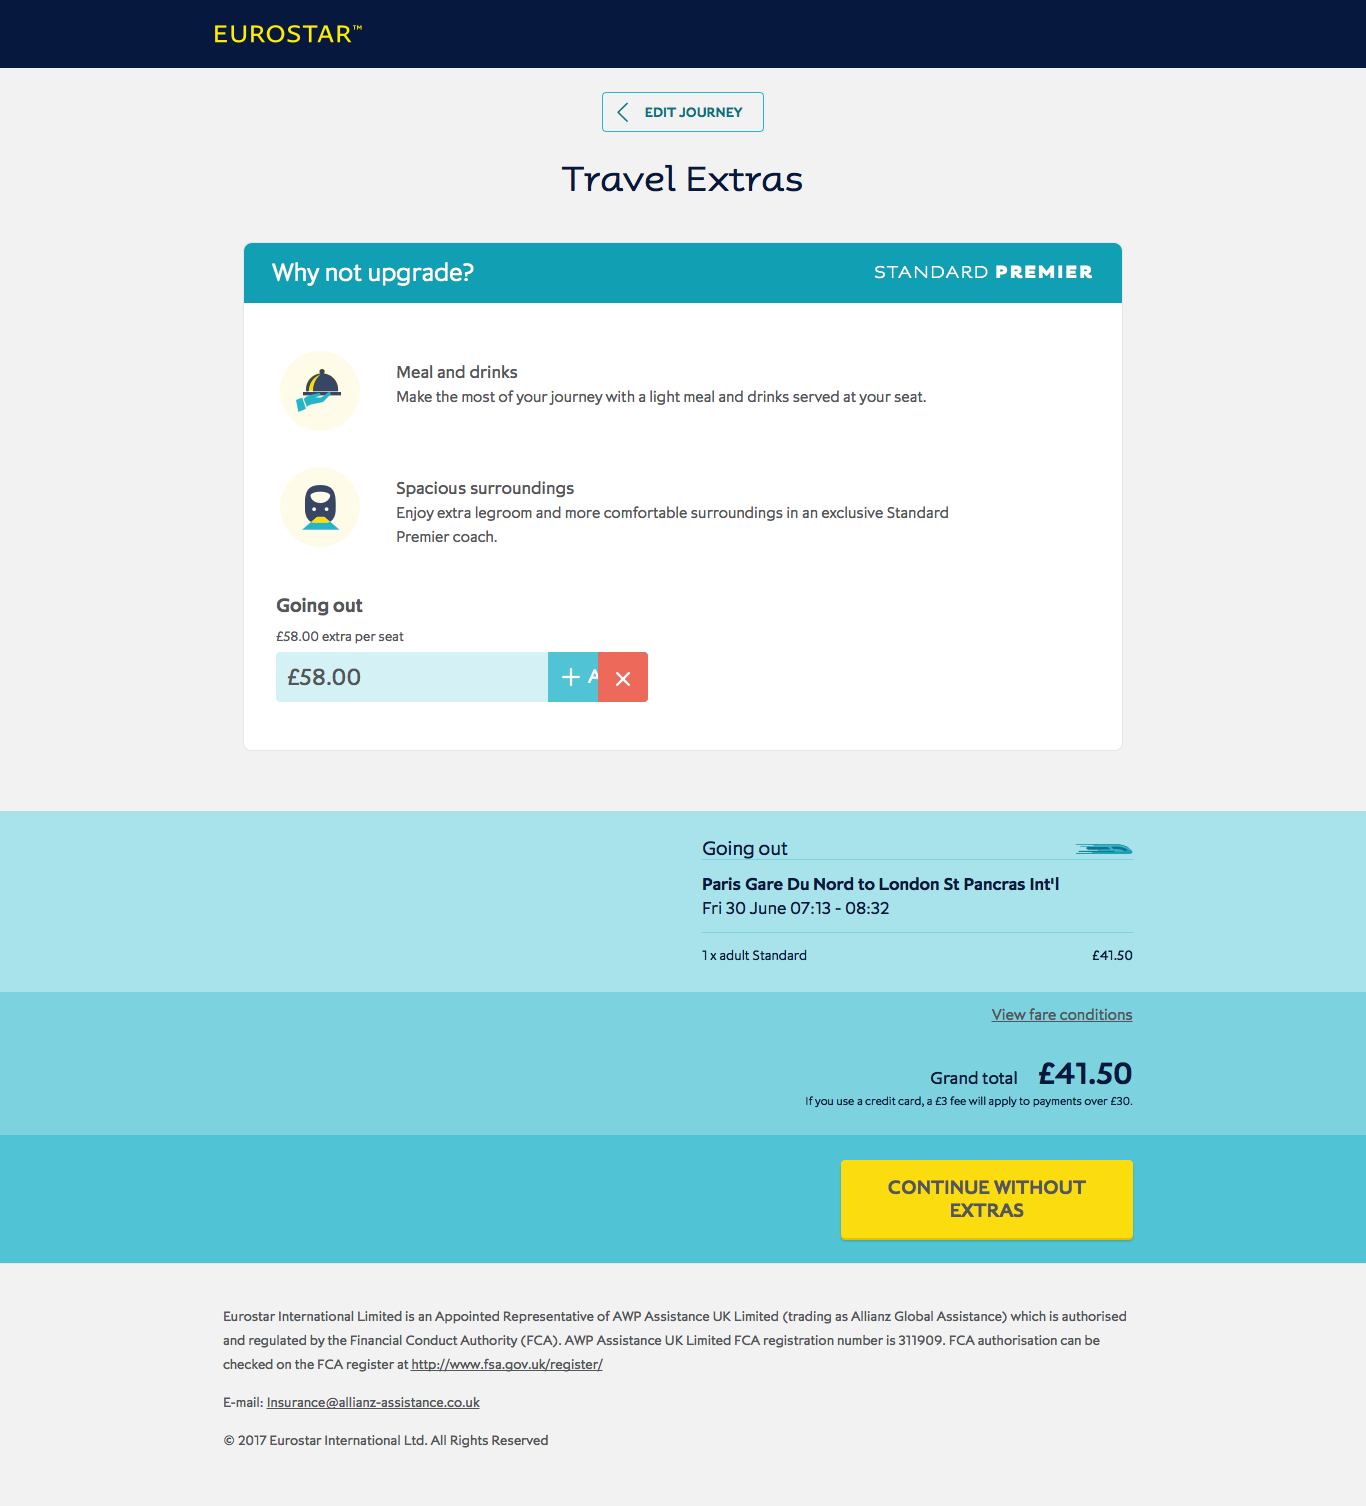 EUROSTAR™
EDIT JOURNEY
Travel Extras
Why not upgrade?
STANDARD PREMIER
Meal and drinks
Make the most of your journey with a light meal and drinks served at your seat.
Spacious surroundings
Enjoy extra legroom and more comfortable surroundings in an exclusive Standard
Premier coach.
Going out
£58.00 extra per seat
£58.00
+ A
Going out
Paris Gare Du Nord to London St Pancras Int'l
Fri 30 June 07:13 - 08:32
1 x adult Standard £41.50
View fare conditions
Grand total £41.50
If you use a credit card, a £3 fee will apply to payments over £30.
CONTINUE WITHOUT
EXTRAS
Eurostar International Limited is an Appointed Representative of AWP Assistance UK Limited (trading as Allianz Global Assistance) which is authorised
and regulated by the Financial Conduct Authority (FCA). AWP Assistance UK Limited FCA registration number is 311909. FCA authorisation can be
checked on the FCA register at http://www.fsa.gov.uk/register/
E-mail: Insurance@allianz-assistance.co.uk
© 2017 Eurostar International Ltd. All Rights Reserved